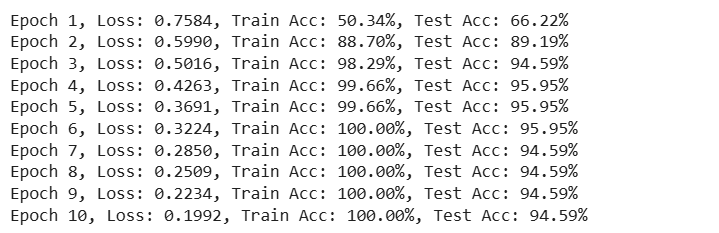 Epoch 1, Loss: 0.7584, Train Acc: 50.34%, Test Acc: 66.22%
Epoch 2, Loss: 0.5990, Train Acc: 88.70%, Test Acc: 89.19%
Epoch 3, Loss: 0.5016, Train Acc: 98.29%, Test Acc: 94.59%
Epoch 4, Loss: 0.4263, Train Acc: 99.66%, Test Acc: 95.95%
Epoch 5, Loss: 0.3691, Train Acc: 99.66%, Test Acc: 95.95%
Epoch 6, Loss: 0.3224, Train Acc: 100.00%, Test Acc: 95.95%
Epoch 7, Loss: 0.2850, Train Acc: 100.00%, Test Acc: 94.59%
Epoch 8, Loss: 0.2509, Train Acc: 100.00%, Test Acc: 94.59%
Epoch 9, Loss: 0.2234, Train Acc: 100.00%, Test Acc: 94.59%
Epoch 10, Loss: 0.1992, Train Acc: 100.00%, Test Acc: 94.59%